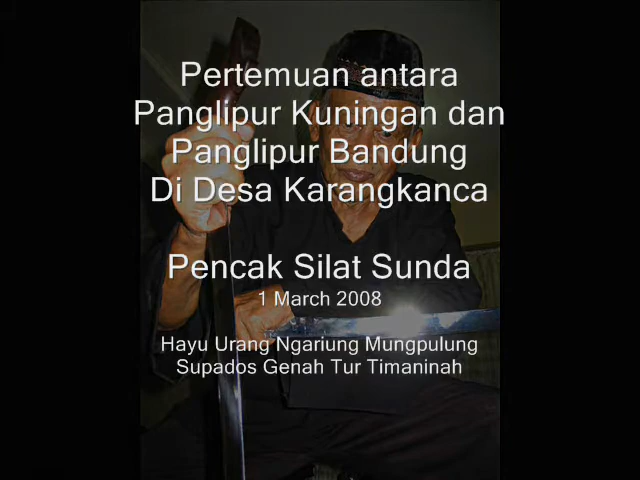 Pertemuan antara
Panglipur Kuningan dan
Panglipur Bandung
Di Desa Karangkanca
Pencak Silat Sunda
1 March 2008
Hayu Urang Ngariung Mungpulung
Supados Genah Tur Timaninah